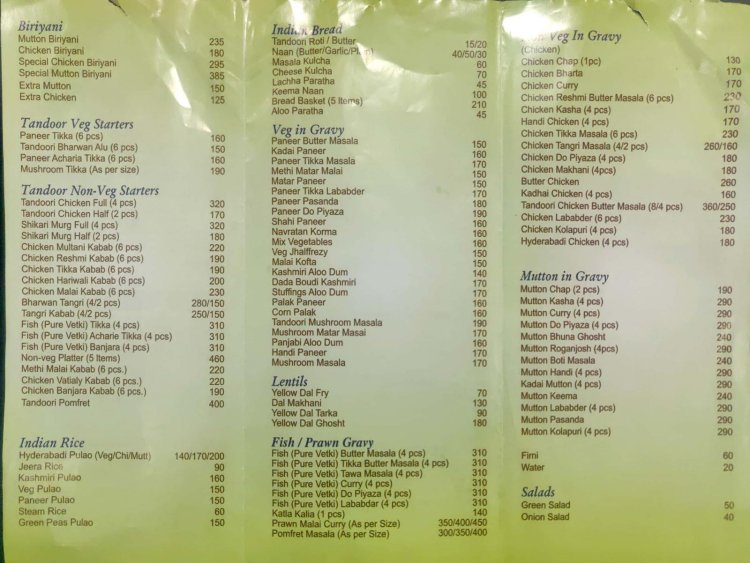 Biriyani
Mutton Biriyani 235
Chicken Biriyani 180
Special Chicken Biriyani 295
Special Mutton Biriyani 385
Extra Mutton 150
Extra Chicken 125
Tandoor Veg Starters
Paneer Tikka (6 pcs) 160
Tandoori Bharwan Alu (6 pcs) 150
Paneer Acharia Tikka (6 pcs) 160
Mushroom Tikka (As per size) 190
Tandoor Non-Veg Starters
Tandoori Chicken Full (4 pcs) 320
Tandoori Chicken Half (2 pcs) 170
Shikari Murg Full (4 pcs) 320
Shikari Murg Half (2 pcs) 180
Chicken Multani Kabab (6 pcs) 220
Chicken Reshmi Kabab (6 pcs) 190
Chicken Tikka Kabab (6 pcs) 190
Chicken Hariwali Kabab (6 pcs) 200
Chicken Malai Kabab (6 pcs) 230
Bharwan Tangri (4/2 pcs) 280/150
Tangri Kabab (4/2 pcs) 250/150
Fish (Pure Vetki) Tikka (4 pcs) 310
Fish (Pure Vetki) Acharie Tikka (4 pcs) 310
Fish (Pure Vetki) Banjara (4 pcs) 310
Non-veg Platter (5 Items) 460
Methi Malai Kabab (6 pcs.) 220
Chicken Vatialy Kabab (6 pcs.) 220
Chicken Banjara Kabab (6 pcs.) 190
Tandoori Pomfret 400
Indian Rice
Hyderabadi Pulao (Veg/Chi/Mutt) 140/170/200
Jeera Rice 90
Kashmiri Pulao 160
Veg Pulao 150
Paneer Pulao 150
Steam Rice 60
Green Peas Pulao 150
Indian Bread
Tandoori Roti / Butter 15/20
Naan (Butter/Garlic/Plain) 40/50/30
Masala Kulcha 60
Cheese Kulcha 70
Lachha Paratha 45
Keema Naan 100
Bread Basket (5 Items) 210
Aloo Paratha 45
Veg in Gravy
Paneer Butter Masala 150
Kadai Paneer 160
Paneer Tikka Masala 170
Methi Matar Malai 150
Matar Paneer 150
Paneer Tikka Lababder 170
Paneer Pasanda 180
Paneer Do Piyaza 190
Shahi Paneer 160
Navratan Korma 160
Mix Vegetables 160
Veg Jhalffrezy 150
Malai Kofta 150
Kashmiri Aloo Dum 140
Dada Boudi Kashmiri 170
Stuffings Aloo Dum 170
Palak Paneer 160
Corn Palak 160
Tandoori Mushroom Masala 190
Mushroom Matar Masai 170
Panjabi Aloo Dum 160
Handi Paneer 170
Mushroom Masala 170
Lentils
Yellow Dal Fry 70
Dal Makhani 130
Yellow Dal Tarka 90
Yellow Dal Ghosht 180
Fish / Prawn Gravy
Fish (Pure Vetki) Butter Masala (4 pcs) 310
Fish (Pure Vetki) Tikka Butter Masala (4 pcs) 310
Fish (Pure Vetki) Tawa Masala (4 pcs) 310
Fish (Pure Vetki) Curry (4 pcs) 310
Fish (Pure Vetki) Do Piyaza (4 pcs) 310
Fish (Pure Vetki) Lababdar (4 pcs) 310
Katla Kalia (1 pcs) 140
Prawn Malai Curry (As per Size) 350/400/450
Pomfret Masala (As per Size) 300/350/400
Veg In Gravy
(Chicken)
Chicken Chap (1pc) 130
Chicken Bharta 170
Chicken Curry 170
Chicken Reshmi Butter Masala (6 pcs) 230
Chicken Kasha (4 pcs) 170
Handi Chicken (4 pcs) 170
Chicken Tikka Masala (6 pcs) 230
Chicken Tangri Masala (4/2 pcs) 260/160
Chicken Do Piyaza (4 pcs) 180
Chicken Makhani (4pcs) 180
Butter Chicken 260
Kadhai Chicken (4 pcs) 160
Tandoori Chicken Butter Masala (8/4 pcs) 360/250
Chicken Lababder (6 pcs) 230
Chicken Kolapuri (4 pcs) 180
Hyderabadi Chicken (4 pcs) 180
Mutton in Gravy
Mutton Chap (2 pcs) 190
Mutton Kasha (4 pcs) 290
Mutton Curry (4 pcs) 290
Mutton Do Piyaza (4 pcs) 290
Mutton Bhuna Ghosht 240
Mutton Roganjosh (4pcs) 290
Mutton Boti Masala 240
Mutton Handi (4 pcs) 290
Kadai Mutton (4 pcs) 290
Mutton Keema 240
Mutton Lababder (4 pcs) 290
Mutton Pasanda 290
Mutton Kolapuri (4 pcs) 290
Firni 60
Water 20
Salads
Green Salad 50
Onion Salad 40